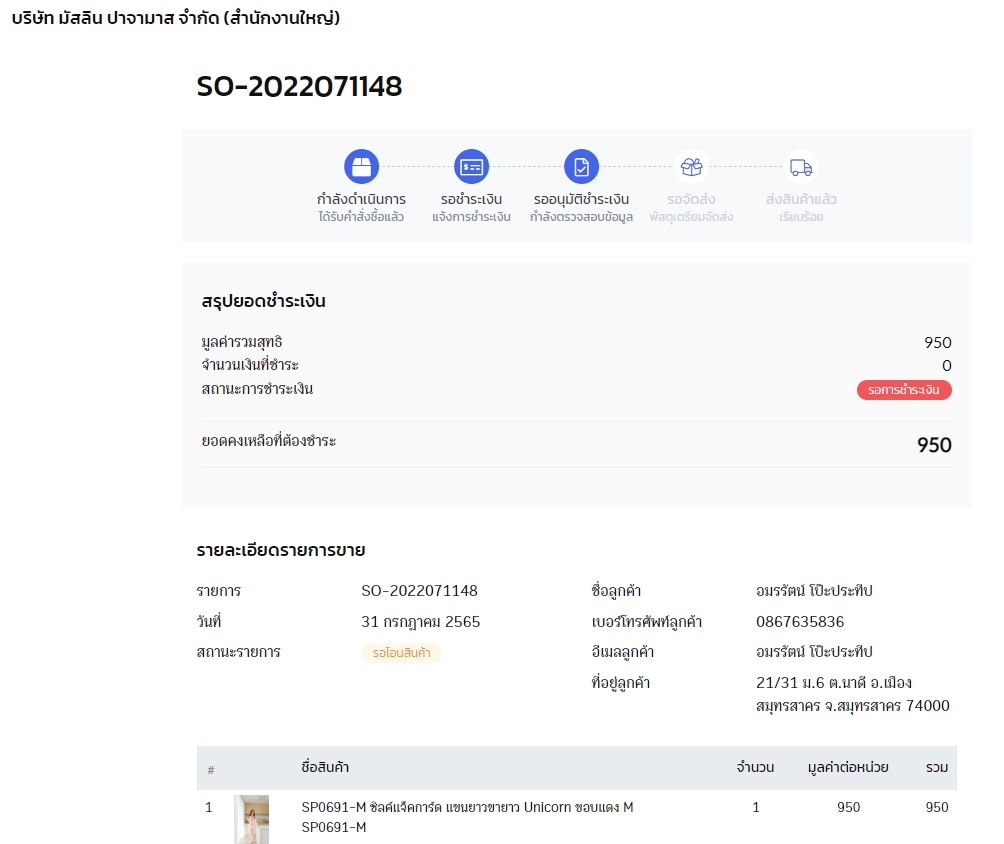 บริษัท มัสลิน ปาจามาส จำกัด (สำนักงานใหญ่)
SO-2022071148
กำลังดำเนินการ รอชำระเงิน รออนุมัติชำระเงิน รอจัดส่ง ส่งสินค้าแล้ว
ได้รับคำสั่งซื้อแล้ว แจ้งการชำระเงิน กำลังตรวจสอบข้อมูล พัสดุเตรียมจัดส่ง เรียบร้อย
สรุปยอดชำระเงิน
มูลค่ารวมสุทธิ 950
จำนวนเงินที่ชำระ 0
สถานะการชำระเงิน รอการชำระเงิน
ยอดคงเหลือที่ต้องชำระ 950
รายละเอียดรายการขาย
รายการ SO-2022071148 ชื่อลูกค้า อมรรัตน์ โป๊ะประทีป
วันที่ 31 กรกฎาคม 2565 เบอร์โทรศัพท์ลูกค้า 0867635836
สถานะรายการ รอโอนสินค้า อีเมลลูกค้า อมรรัตน์ โป๊ะประทีป
ที่อยู่ลูกค้า 21/31 ม.6 ต.นาดี อ.เมือง
สมุทรสาคร จ.สมุทรสาคร 74000
# ชื่อสินค้า จำนวน มูลค่าต่อหน่วย รวม
1 SP0691-M ซิลค์แจ็คการ์ด แขนยาวขายาว Unicorn ขอบแดง M 1 950 950
SP0691-M